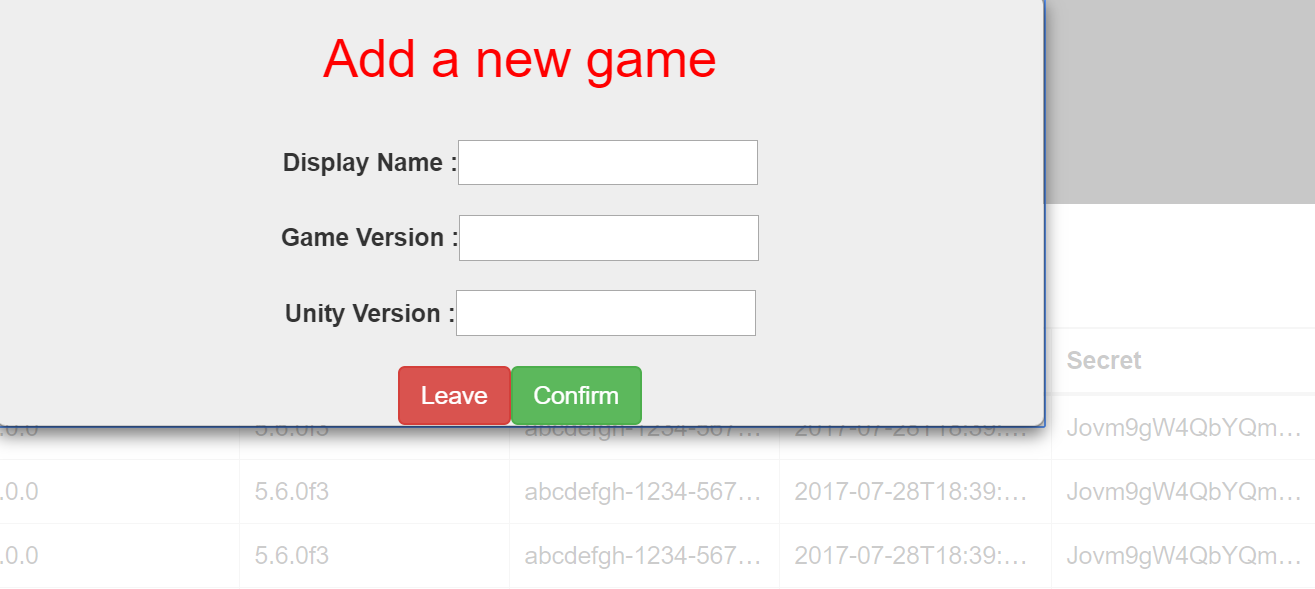 Add a new game
Display Name :
Game Version :
Unity Version :
Leave Confirm
Secret
.0.0 5.6.0f3 abcdefgh-1234-567... 2017-07-28T18:39:... Jovm9gW4QbYQm...
.0.0 5.6.0f3 abcdefgh-1234-567... 2017-07-28T18:39:... Jovm9gW4QbYQm...
.0.0 5.6.0f3 abcdefgh-1234-567... 2017-07-28T18:39:... Jovm9gW4QbYQm...